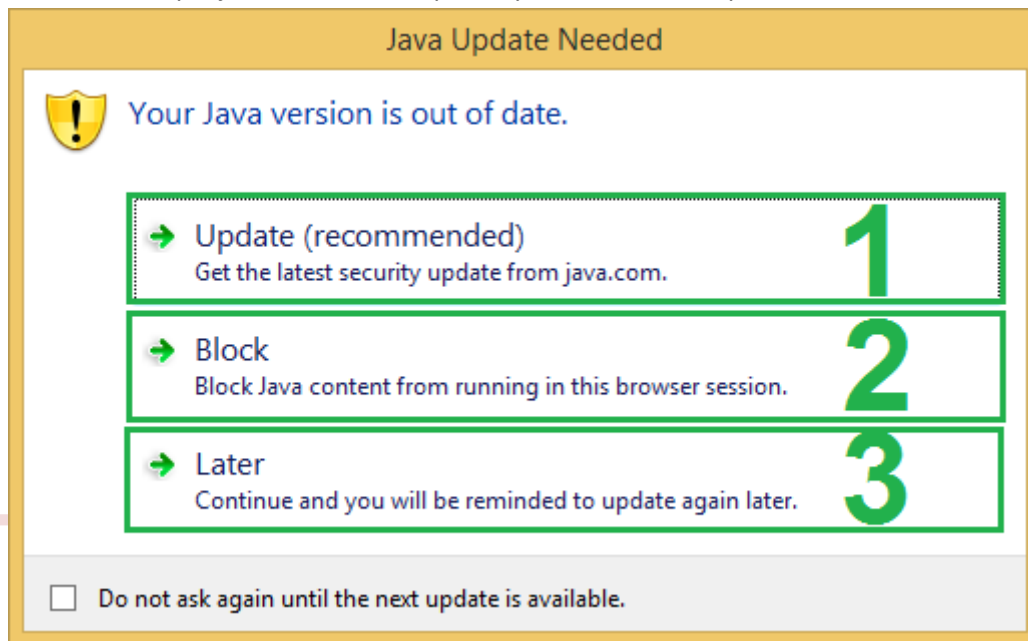 Java Update Needed
Your Java version is out of date.
Update (recommended)
Get the latest security update from java.com.
1
Block
Block Java content from running in this browser session.
2
Later
Continue and you will be reminded to update again later.
3
Do not ask again until the next update is available.